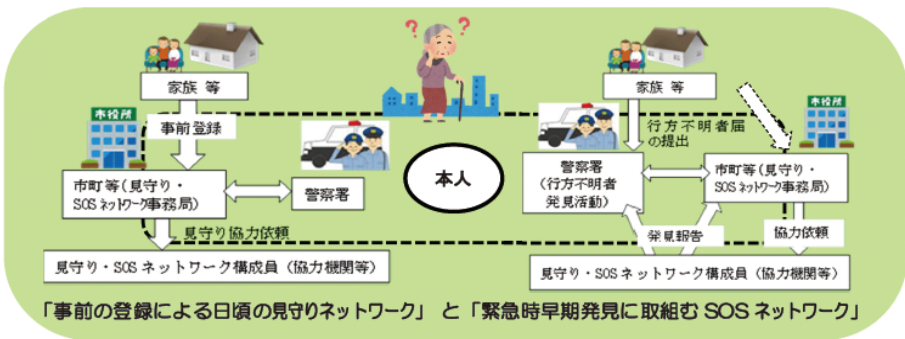 ? ?
家族 等
市役所
事前登録
市町等(見守り・
SOSネットワーク事務局)
警察署
見守り協力依頼
見守り・SOSネットワーク構成員(協力機関等)
本人
家族 等
市役所
行方不明者届
の提出
警察署
(行方不明者
発見活動)
市町等(見守り・
SOSネットワーク事務局)
発見報告
協力依頼
見守り・SOSネットワーク構成員(協力機関等)
「事前の登録による日頃の見守りネットワーク」 と 「緊急時早期発見に取組む SOS ネットワーク」